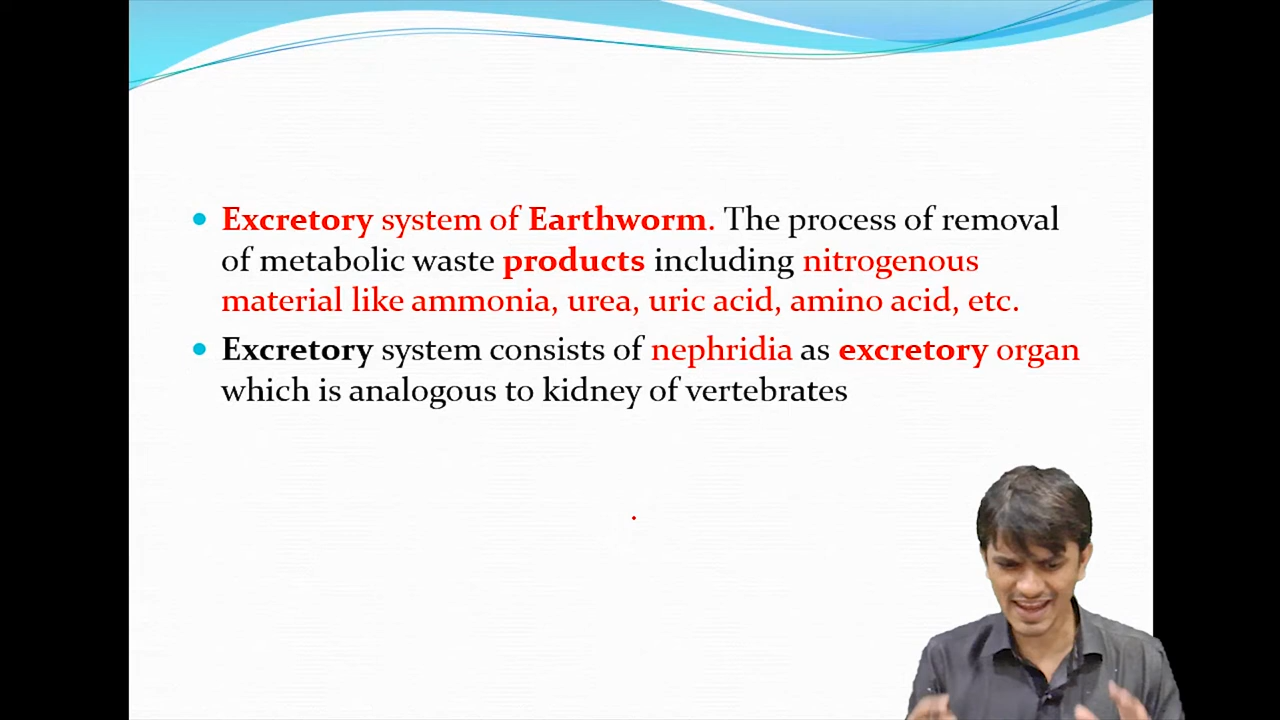 Excretory system of Earthworm. The process of removal
of metabolic waste products including nitrogenous
material like ammonia, urea, uric acid, amino acid, etc.
Excretory system consists of nephridia as excretory organ
which is analogous to kidney of vertebrates